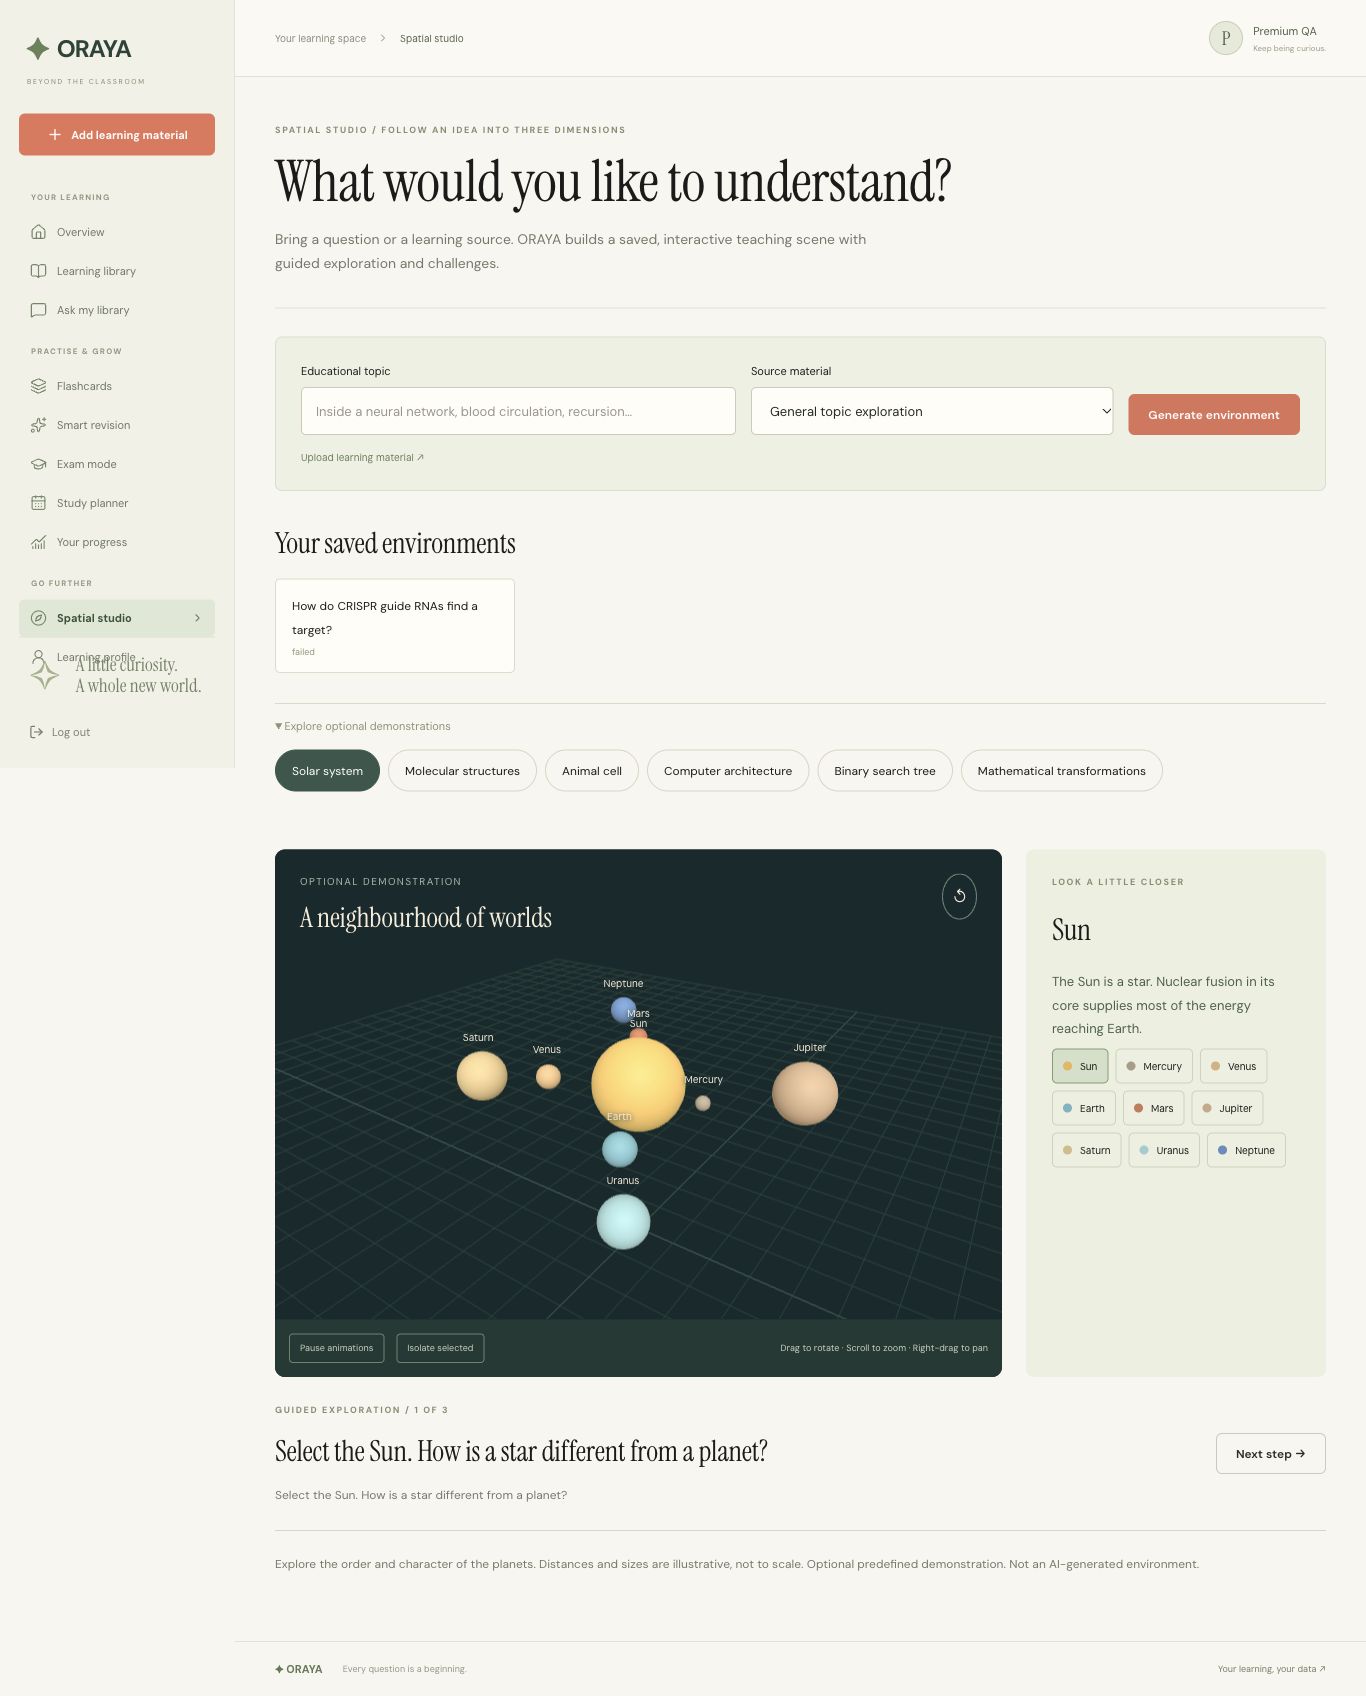 ORAYA
BEYOND THE CLASSROOM
Add learning material
YOUR LEARNING
Overview
Learning library
Ask my library
PRACTISE & GROW
Flashcards
Smart revision
Exam mode
Study planner
Your progress
GO FURTHER
Spatial studio
Learning profile
A little curiosity.
A whole new world.
Log out
Your learning space > Spatial studio
P
Premium QA
Keep being curious.
SPATIAL STUDIO / FOLLOW AN IDEA INTO THREE DIMENSIONS
What would you like to understand?
Bring a question or a learning source. ORAYA builds a saved, interactive teaching scene with
guided exploration and challenges.
Educational topic
Inside a neural network, blood circulation, recursion...
Source material
General topic exploration
Generate environment
Upload learning material ↗
Your saved environments
How do CRISPR guide RNAs find a
target?
failed
▼ Explore optional demonstrations
Solar system
Molecular structures
Animal cell
Computer architecture
Binary search tree
Mathematical transformations
OPTIONAL DEMONSTRATION
A neighbourhood of worlds
Neptune
Mars
Sun
Saturn
Venus
Jupiter
Mercury
Earth
Uranus
Pause animations
Isolate selected
Drag to rotate · Scroll to zoom · Right-drag to pan
LOOK A LITTLE CLOSER
Sun
The Sun is a star. Nuclear fusion in its
core supplies most of the energy
reaching Earth.
Sun
Mercury
Venus
Earth
Mars
Jupiter
Saturn
Uranus
Neptune
GUIDED EXPLORATION / 1 OF 3
Select the Sun. How is a star different from a planet?
Next step →
Select the Sun. How is a star different from a planet?
Explore the order and character of the planets. Distances and sizes are illustrative, not to scale. Optional predefined demonstration. Not an AI-generated environment.
ORAYA
Every question is a beginning.
Your learning, your data ↗